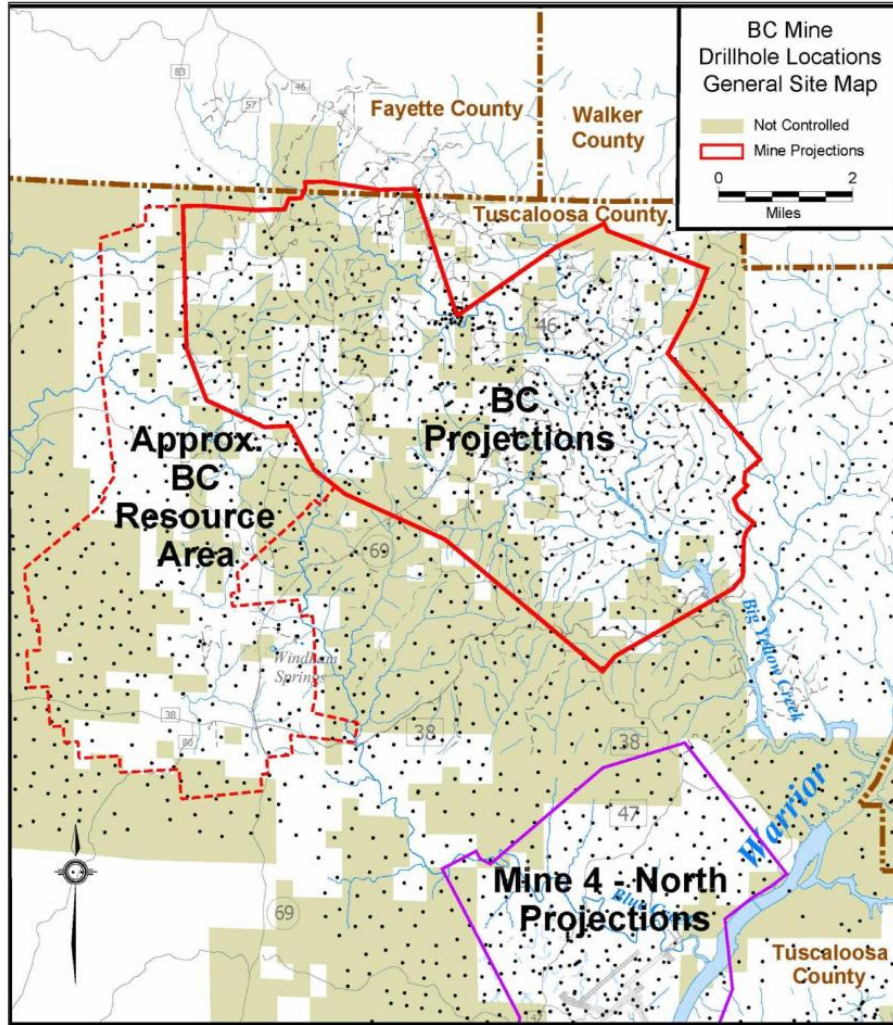 BC Mine
Drillhole Locations
General Site Map
Not Controlled
Mine Projections
0
2
Miles
83
46
57
Fayette County
Walker
County
Tuscaloosa County
46
BC
Projections
Approx.
BC
Resource
Area
69
Windham
Springs
Big Yellow Creek
38
80
38
38
47
Warrior
Mine 4 - North
Projections
69
Tuscaloosa
County